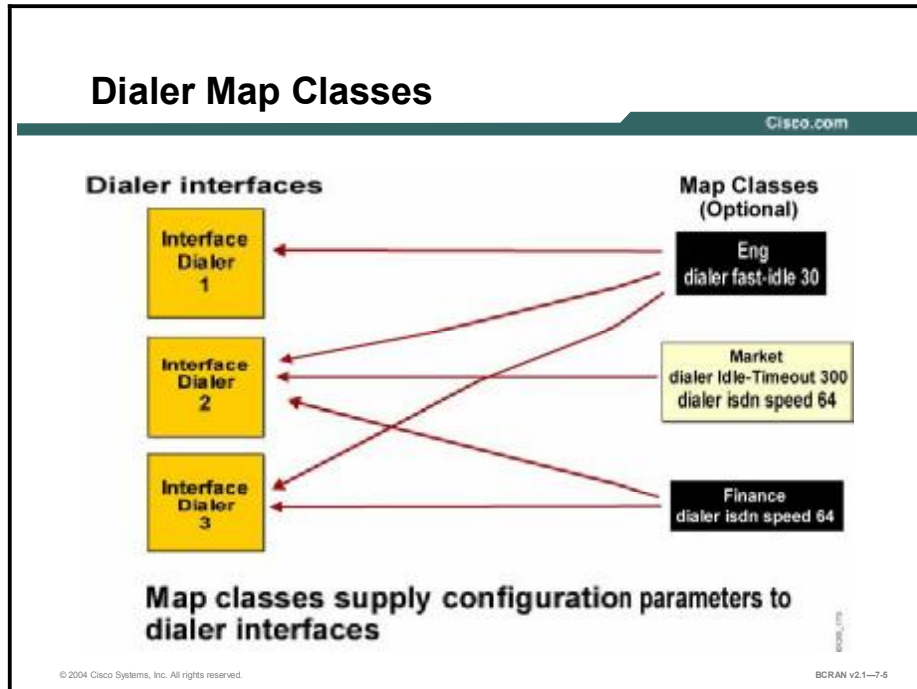 Dialer Map Classes
Cisco.com
Dialer interfaces
Map Classes
(Optional)
Interface
Dialer
1
Eng
dialer fast-idle 30
Interface
Dialer
2
Market
dialer Idle-Timeout 300
dialer isdn speed 64
Interface
Dialer
3
Finance
dialer isdn speed 64
Map classes supply configuration parameters to
dialer interfaces
© 2004 Cisco Systems, Inc. All rights reserved.
BCRAN v2.1—7-5